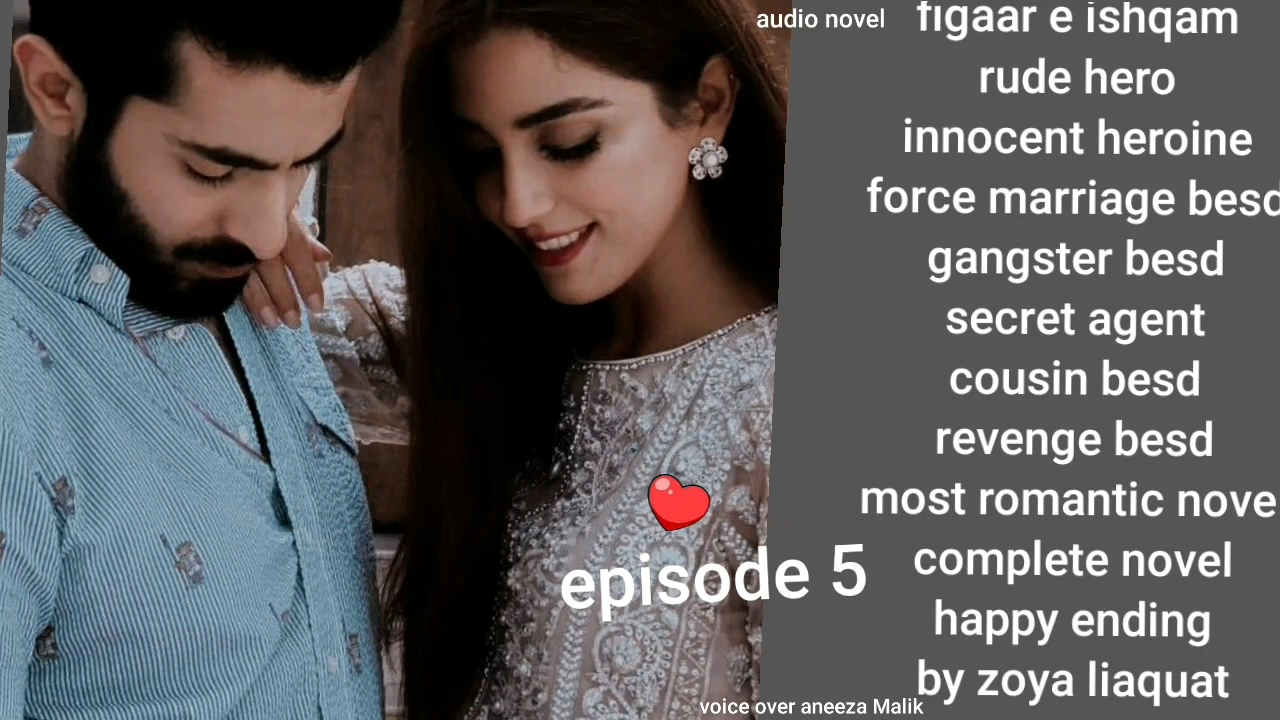 audio novel
figaar e ishqam
rude hero
innocent heroine
force marriage besd
gangster besd
secret agent
cousin besd
revenge besd
most romantic nove
complete novel
happy ending
by zoya liaquat
episode 5
voice over aneeza Malik